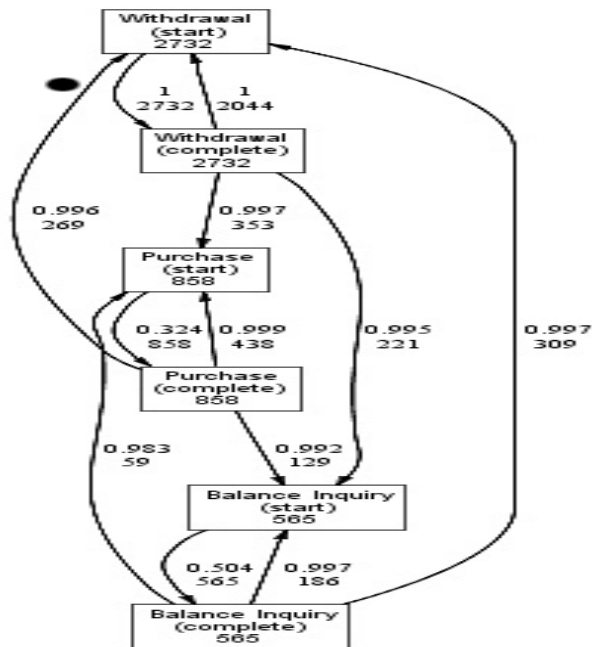 Withdrawal
(start)
2732
1
2732
1
2044
Withdrawal
(complete)
2732
0.996
269
0.997
353
Purchase
(start)
858
0.324
858
0.999
438
0.995
221
0.997
309
Purchase
(complete)
858
0.983
59
0.992
129
Balance Inquiry
(start)
565
0.504
565
0.997
186
Balance Inquiry
(complete)
565